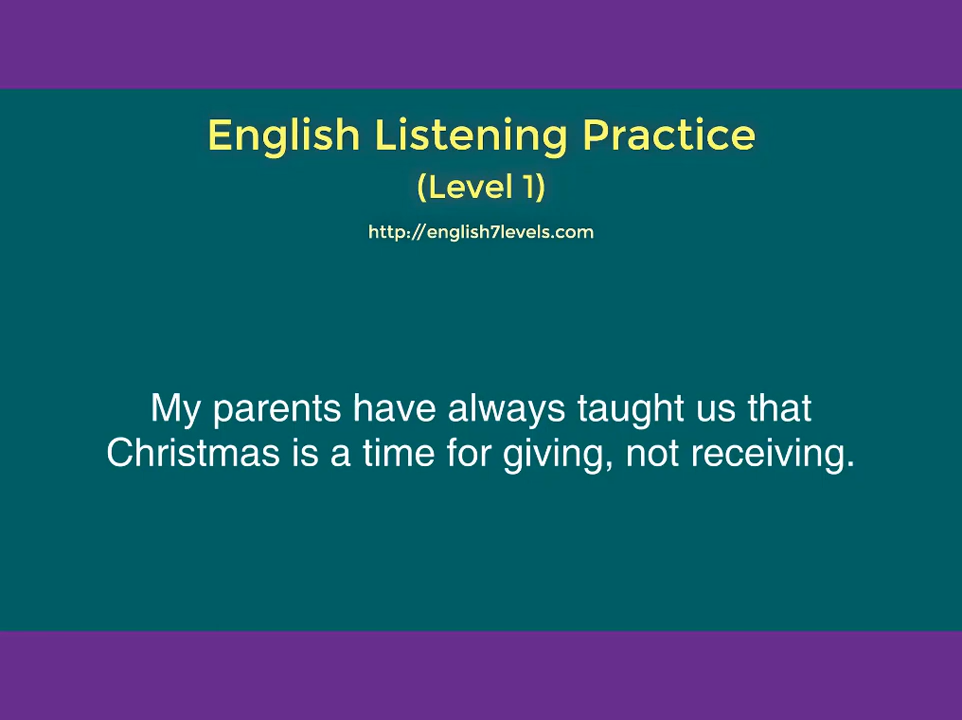 English Listening Practice
(Level 1)
http://english7levels.com
My parents have always taught us that
Christmas is a time for giving, not receiving.